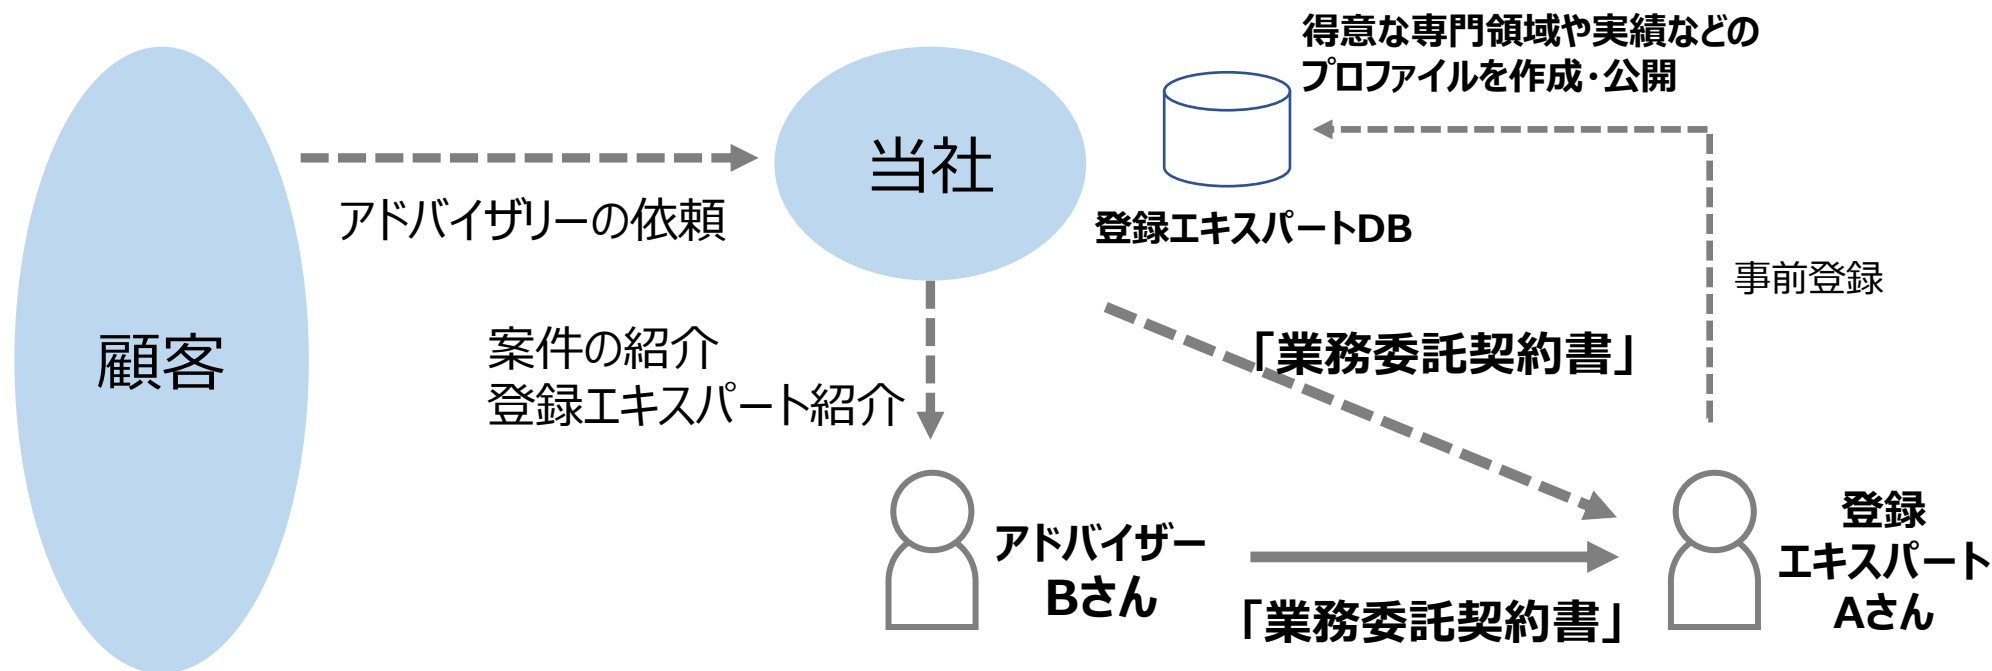 得意な専門領域や実績などの
プロファイルを作成・公開
当社
アドバイザリーの依頼
登録エキスパートDB
事前登録
顧客
案件の紹介
登録エキスパート紹介
「業務委託契約書」
アドバイザー
Bさん
「業務委託契約書」
登録
エキスパート
Aさん